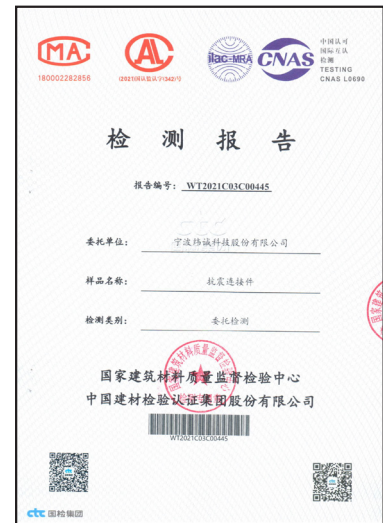 MA
180002282856
AL
(2021)国认监认字(342)号
ilac-MRA
CNAS
中国认可
国际互认
检测
TESTING
CNAS L0690
检测报告
报告编号: WT2021C03C00445
委托单位: 宁波纬诚科技股份有限公司
样品名称: 抗震连接件
检测类别: 委托检测
国家建筑材料质量监督检验中心
中国建材检验认证集团股份有限公司
WT2021C03C00445
ctc 国检集团